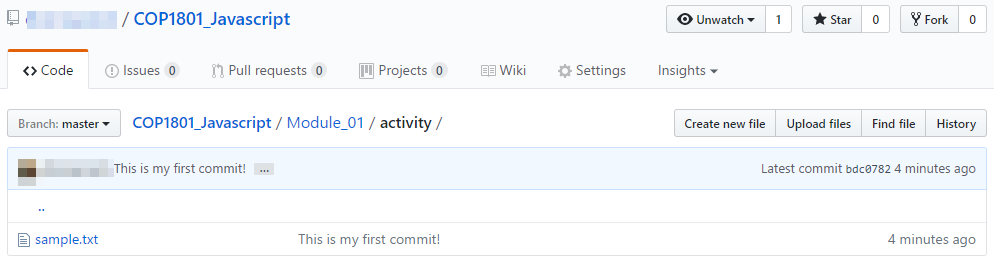 / COP1801_Javascript Unwatch 1 Star 0 Fork 0
Code Issues 0 Pull requests 0 Projects 0 Wiki Settings Insights
Branch: master COP1801_Javascript / Module_01 / activity / Create new file Upload files Find file History
This is my first commit! ... Latest commit bdc0782 4 minutes ago
..
sample.txt This is my first commit! 4 minutes ago